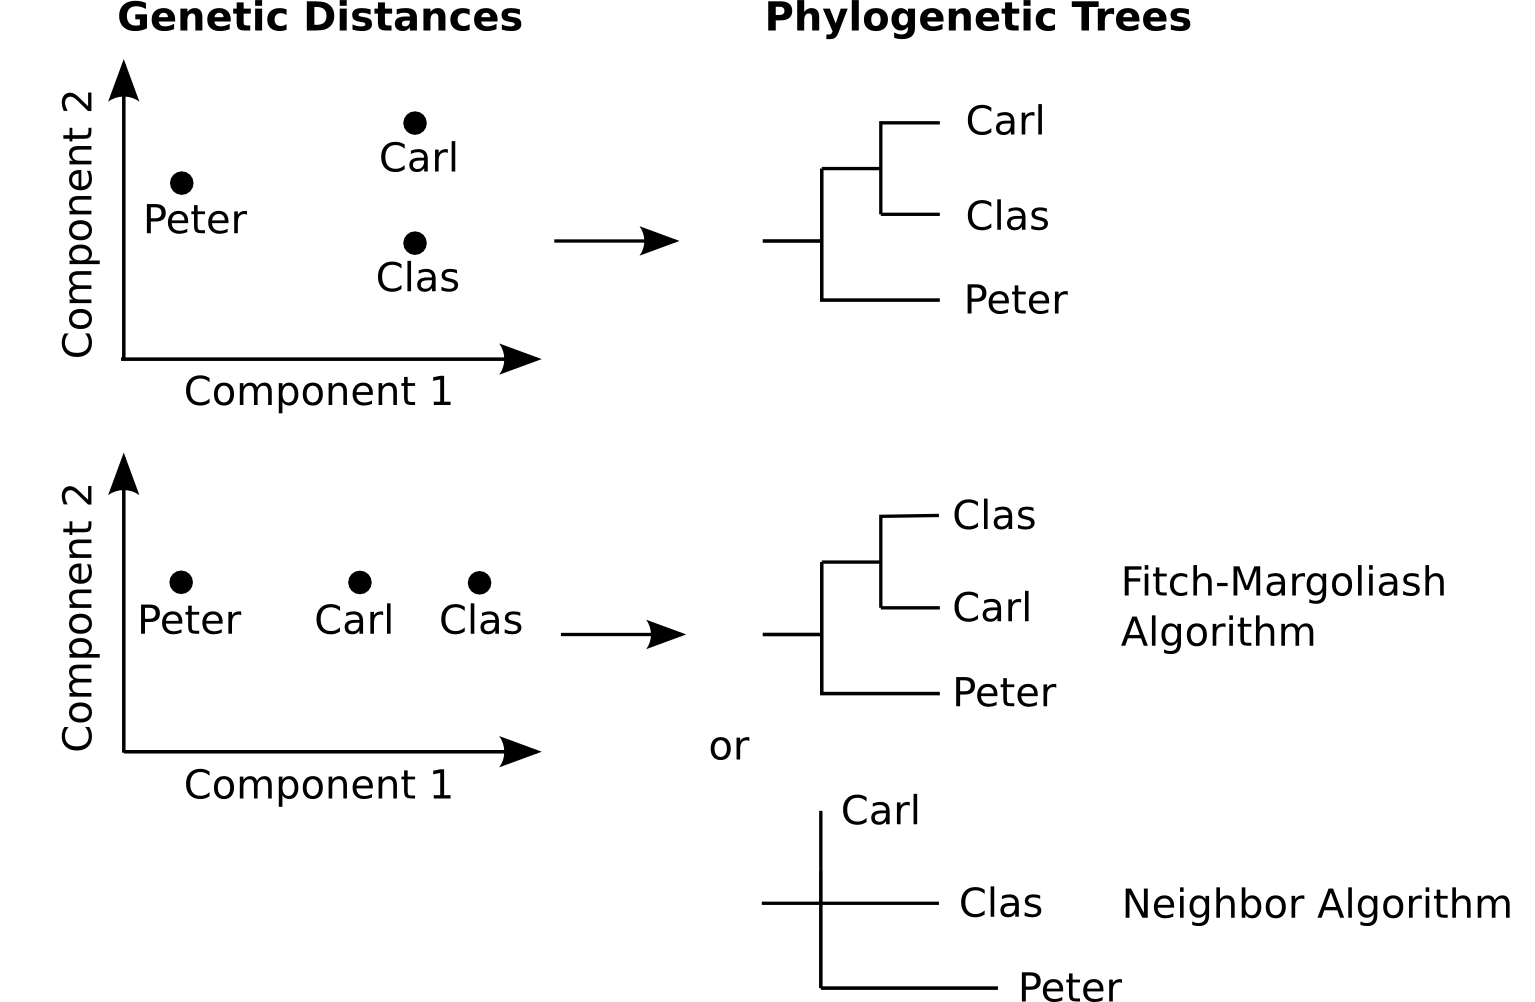 Genetic Distances
Phylogenetic Trees
Component 2
Carl
Peter
Clas
Component 1
Carl
Clas
Peter
Component 2
Peter
Carl
Clas
Component 1
Clas
Carl
Peter
Fitch-Margoliash
Algorithm
or
Carl
Clas
Neighbor Algorithm
Peter